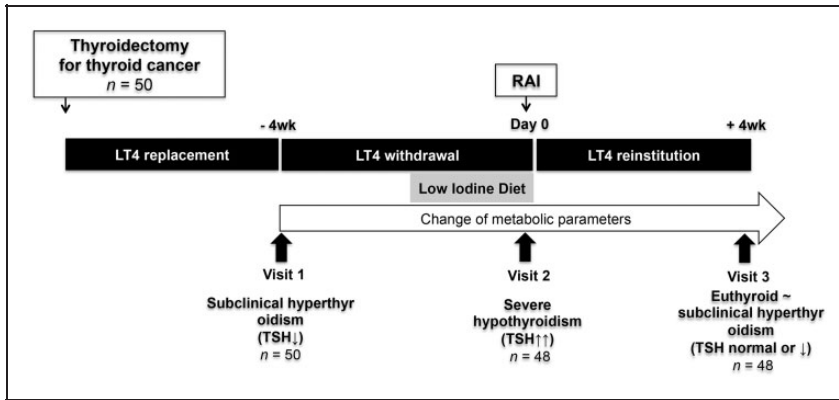 Thyroidectomy
for thyroid cancer
n = 50
RAI
- 4wk
Day 0
+ 4wk
LT4 replacement
LT4 withdrawal
LT4 reinstitution
Low Iodine Diet
Change of metabolic parameters
Visit 1
Subclinical hyperthyr
oidism
(TSH↓)
n = 50
Visit 2
Severe
hypothyroidism
(TSH↑↑)
n = 48
Visit 3
Euthyroid ~
subclinical hyperthyr
oidism
(TSH normal or ↓)
n = 48